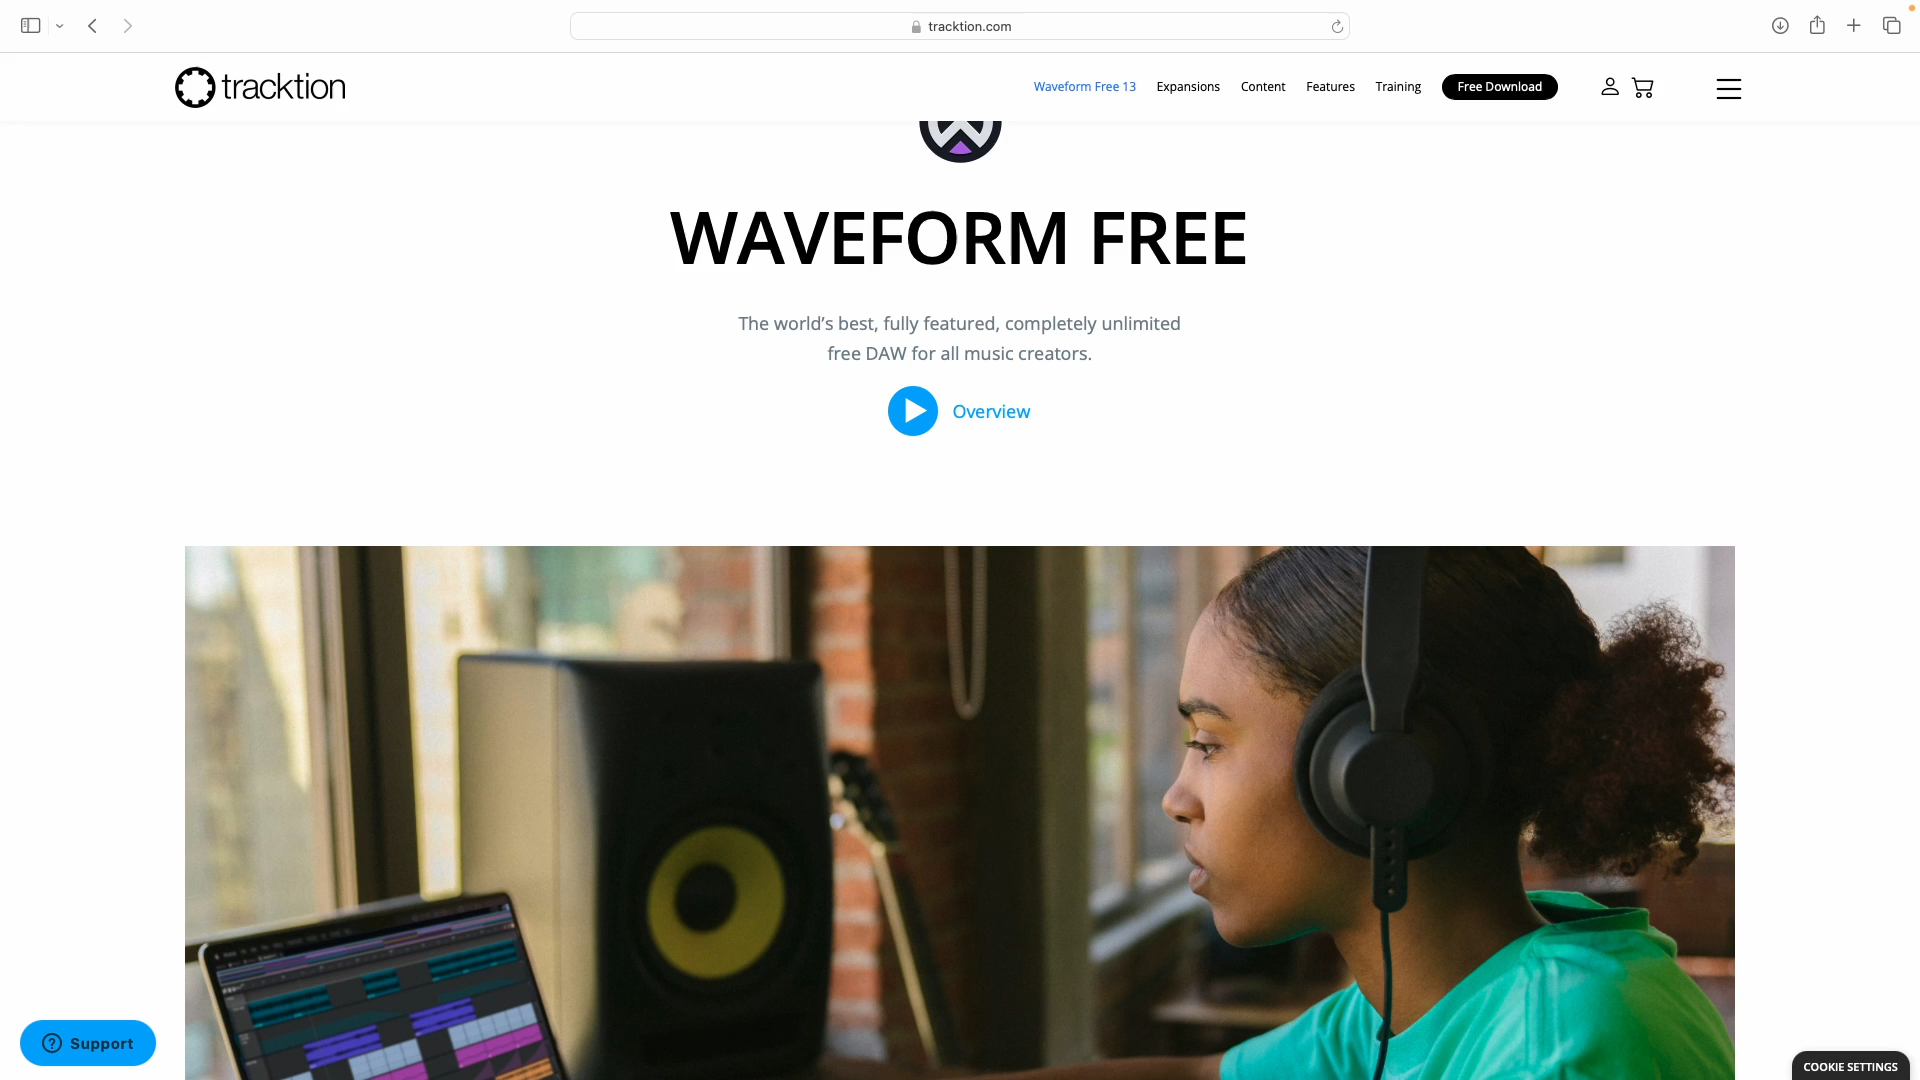 tracktion.com
tracktion
Waveform Free 13
Expansions
Content
Features
Training
Free Download
WAVEFORM FREE
The world's best, fully featured, completely unlimited
free DAW for all music creators.
Overview
Support
COOKIE SETTINGS